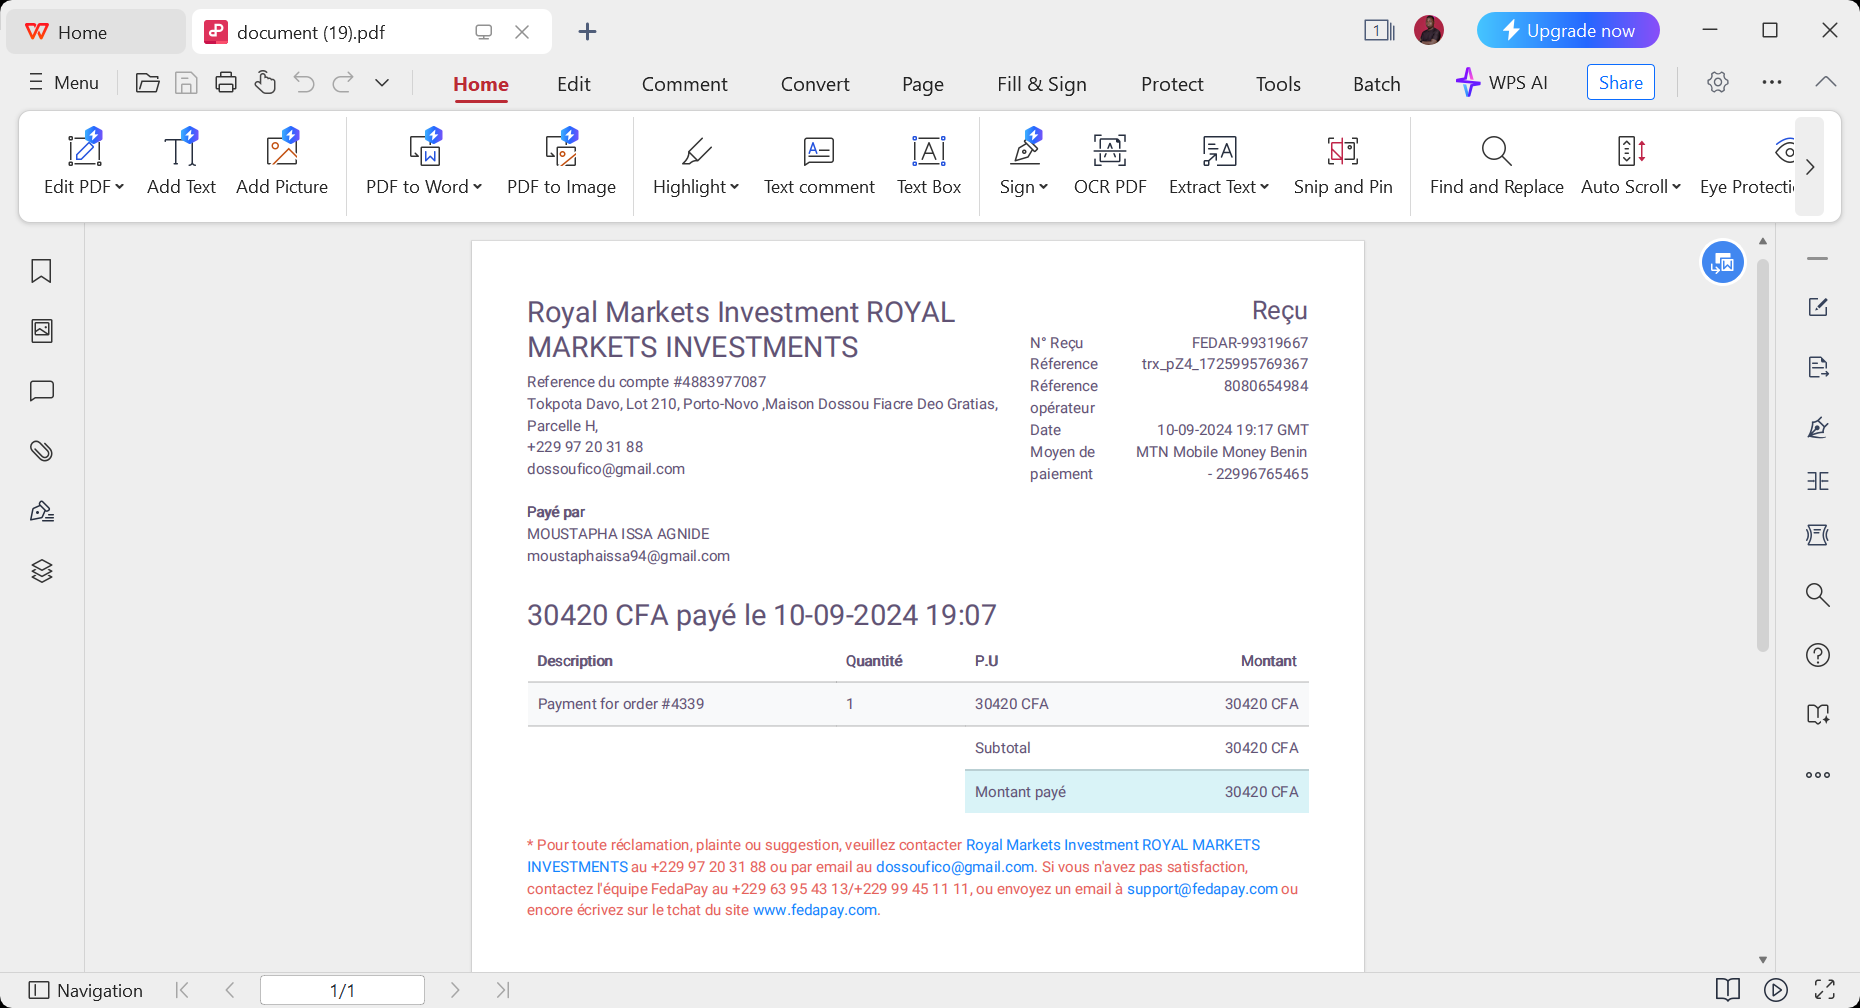 Home
document (19).pdf
1
Upgrade now
Menu
Home
Edit
Comment
Convert
Page
Fill & Sign
Protect
Tools
Batch
WPS AI
Share
Edit PDF
Add Text
Add Picture
PDF to Word
PDF to Image
Highlight
Text comment
Text Box
Sign
OCR PDF
Extract Text
Snip and Pin
Find and Replace
Auto Scroll
Eye Protecti
Royal Markets Investment ROYAL
MARKETS INVESTMENTS
Reference du compte #4883977087
Tokpota Davo, Lot 210, Porto-Novo ,Maison Dossou Fiacre Deo Gratias,
Parcelle H,
+229 97 20 31 88
dossoufico@gmail.com
Reçu
N° Reçu FEDAR-99319667
Réference trx_pZ4_1725995769367
Réference 8080654984
opérateur
Date 10-09-2024 19:17 GMT
Moyen de MTN Mobile Money Benin
paiement - 22996765465
Payé par
MOUSTAPHA ISSA AGNIDE
moustaphaissa94@gmail.com
30420 CFA payé le 10-09-2024 19:07
Description Quantité P.U Montant
Payment for order #4339 1 30420 CFA 30420 CFA
Subtotal 30420 CFA
Montant payé 30420 CFA
* Pour toute réclamation, plainte ou suggestion, veuillez contacter Royal Markets Investment ROYAL MARKETS
INVESTMENTS au +229 97 20 31 88 ou par email au dossoufico@gmail.com. Si vous n'avez pas satisfaction,
contactez l'équipe FedaPay au +229 63 95 43 13/+229 99 45 11 11, ou envoyez un email à support@fedapay.com ou
encore écrivez sur le tchat du site www.fedapay.com.
Navigation
1/1